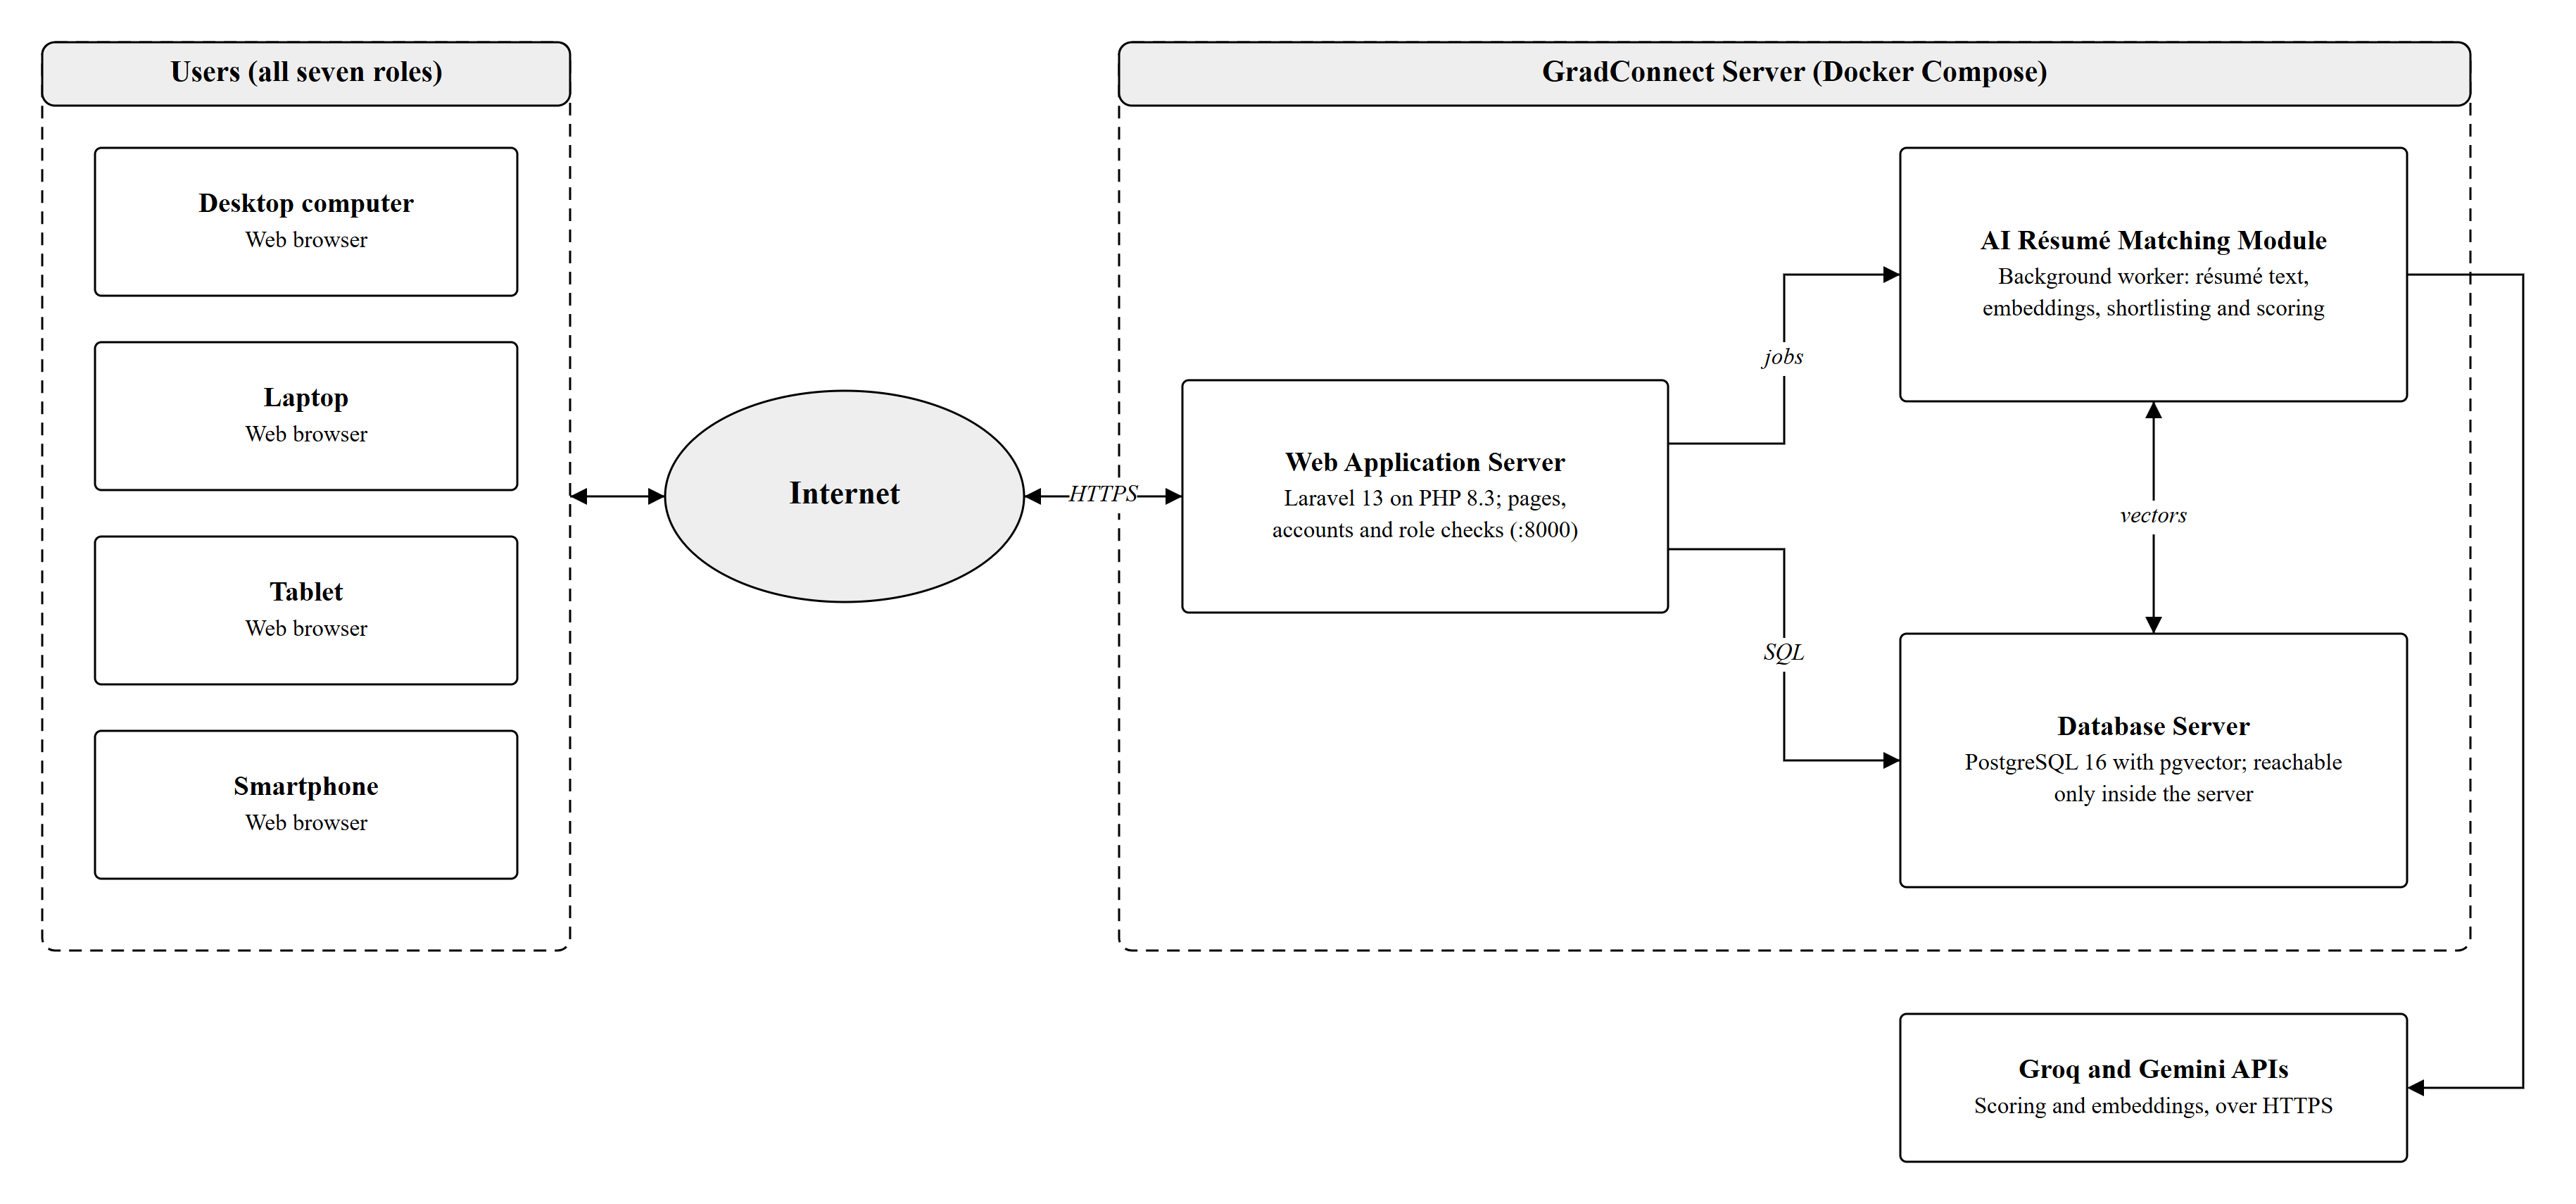 Users (all seven roles)
Desktop computer
Web browser
Laptop
Web browser
Tablet
Web browser
Smartphone
Web browser
Internet
HTTPS
GradConnect Server (Docker Compose)
Web Application Server
Laravel 13 on PHP 8.3; pages,
accounts and role checks (:8000)
jobs
SQL
AI Résumé Matching Module
Background worker: résumé text,
embeddings, shortlisting and scoring
vectors
Database Server
PostgreSQL 16 with pgvector; reachable
only inside the server
Groq and Gemini APIs
Scoring and embeddings, over HTTPS